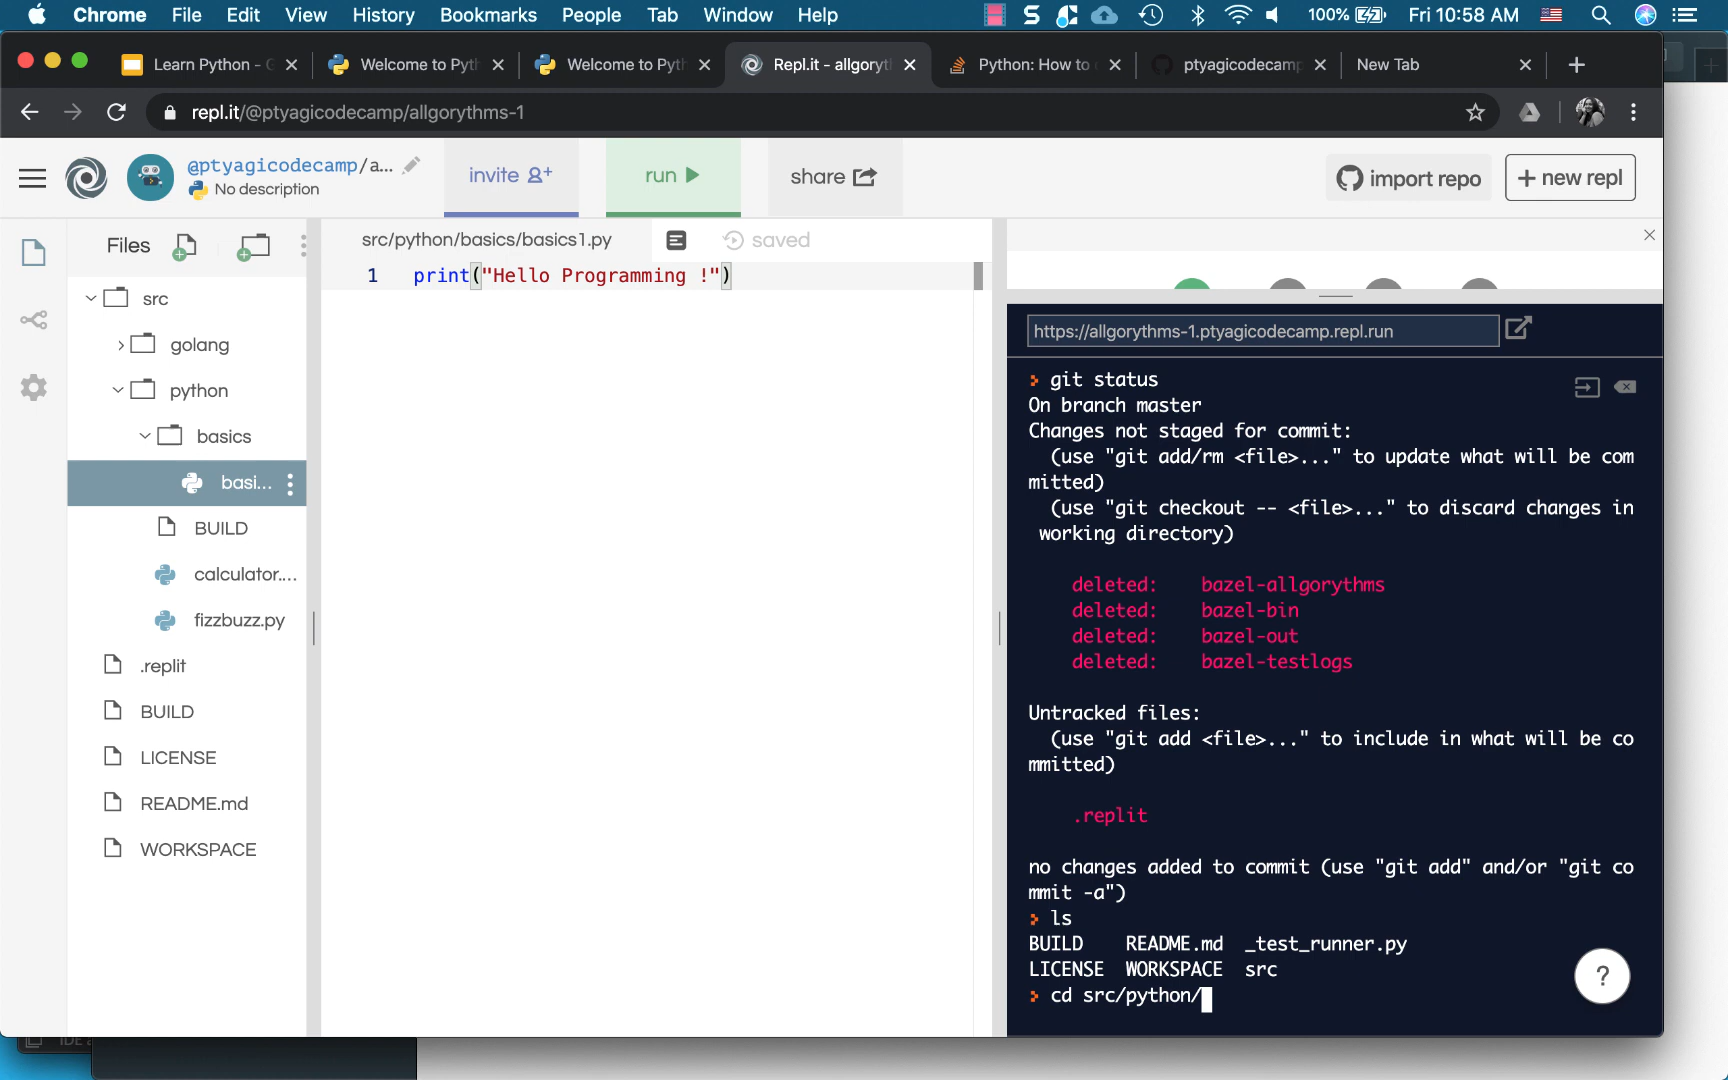 Chrome File Edit View History Bookmarks People Tab Window Help 100% Fri 10:58 AM
Learn Python - G Welcome to Pyth Welcome to Pyth Repl.it - allgoryth Python: How to ptyagicodecamp New Tab
repl.it/@ptyagicodecamp/allgorythms-1
@ptyagicodecamp/a...
No description
invite
run
share
import repo
+ new repl
Files
src
golang
python
basics
basi...
BUILD
calculator....
fizzbuzz.py
.replit
BUILD
LICENSE
README.md
WORKSPACE
src/python/basics/basics1.py
saved
1 print("Hello Programming !")
https://allgorythms-1.ptyagicodecamp.repl.run
git status
On branch master
Changes not staged for commit:
(use "git add/rm <file>..." to update what will be com
mitted)
(use "git checkout -- <file>..." to discard changes in
working directory)
deleted: bazel-allgorythms
deleted: bazel-bin
deleted: bazel-out
deleted: bazel-testlogs
Untracked files:
(use "git add <file>..." to include in what will be co
mmitted)
.replit
no changes added to commit (use "git add" and/or "git co
mmit -a")
ls
BUILD README.md _test_runner.py
LICENSE WORKSPACE src
cd src/python/
?
IDE